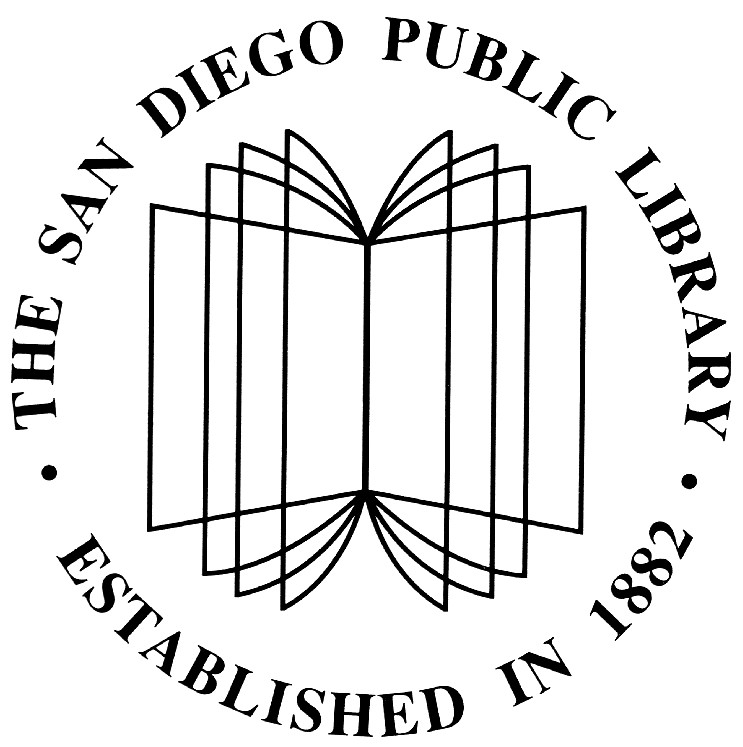 THE SAN DIEGO PUBLIC LIBRARY
• ESTABLISHED IN 1882 •